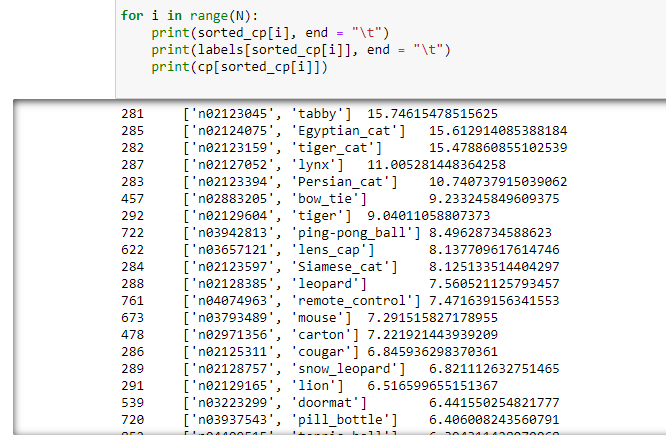 for i in range(N):
    print(sorted_cp[i], end = "\t")
    print(labels[sorted_cp[i]], end = "\t")
    print(cp[sorted_cp[i]])
281	['n02123045', 'tabby']	15.74615478515625
285	['n02124075', 'Egyptian_cat']	15.612914085388184
282	['n02123159', 'tiger_cat']	15.478860855102539
287	['n02127052', 'lynx']	11.005281448364258
283	['n02123394', 'Persian_cat']	10.740737915039062
457	['n02883205', 'bow_tie']	9.233245849609375
292	['n02129604', 'tiger']	9.04011058807373
722	['n03942813', 'ping-pong_ball']	8.49628734588623
622	['n03657121', 'lens_cap']	8.137709617614746
284	['n02123597', 'Siamese_cat']	8.125133514404297
288	['n02128385', 'leopard']	7.560521125793457
761	['n04074963', 'remote_control']	7.471639156341553
673	['n03793489', 'mouse']	7.291515827178955
478	['n02971356', 'carton']	7.221921443939209
286	['n02125311', 'cougar']	6.845936298370361
289	['n02128757', 'snow_leopard']	6.821112632751465
291	['n02129165', 'lion']	6.516599655151367
539	['n03223299', 'doormat']	6.441550254821777
720	['n03937543', 'pill_bottle']	6.406008243560791